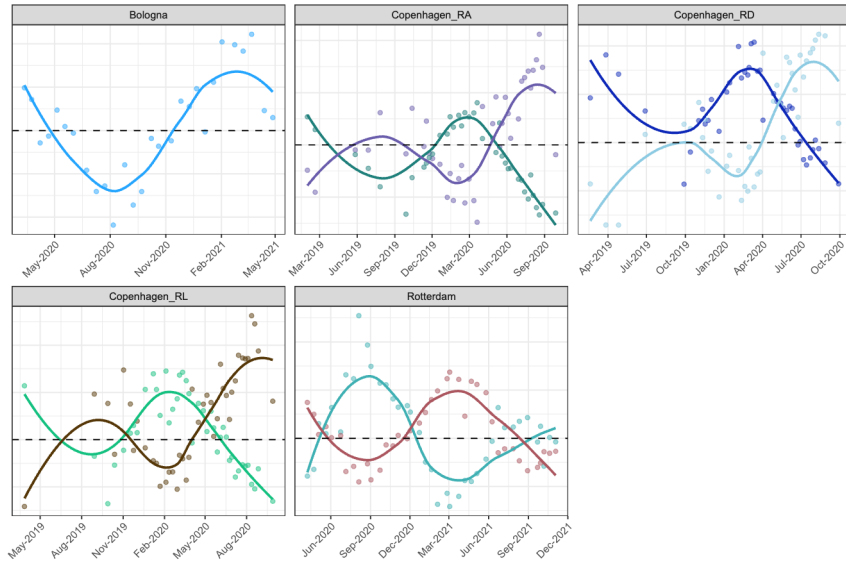 Bologna
Copenhagen_RA
Copenhagen_RD
May-2020
Aug-2020
Nov-2020
Feb-2021
May-2021
Mar-2019
Jun-2019
Sep-2019
Dec-2019
Mar-2020
Jun-2020
Sep-2020
Apr-2019
Jul-2019
Oct-2019
Jan-2020
Apr-2020
Jul-2020
Oct-2020
Copenhagen_RL
Rotterdam
May-2019
Aug-2019
Nov-2019
Feb-2020
May-2020
Aug-2020
Jun-2020
Sep-2020
Dec-2020
Mar-2021
Jun-2021
Sep-2021
Dec-2021